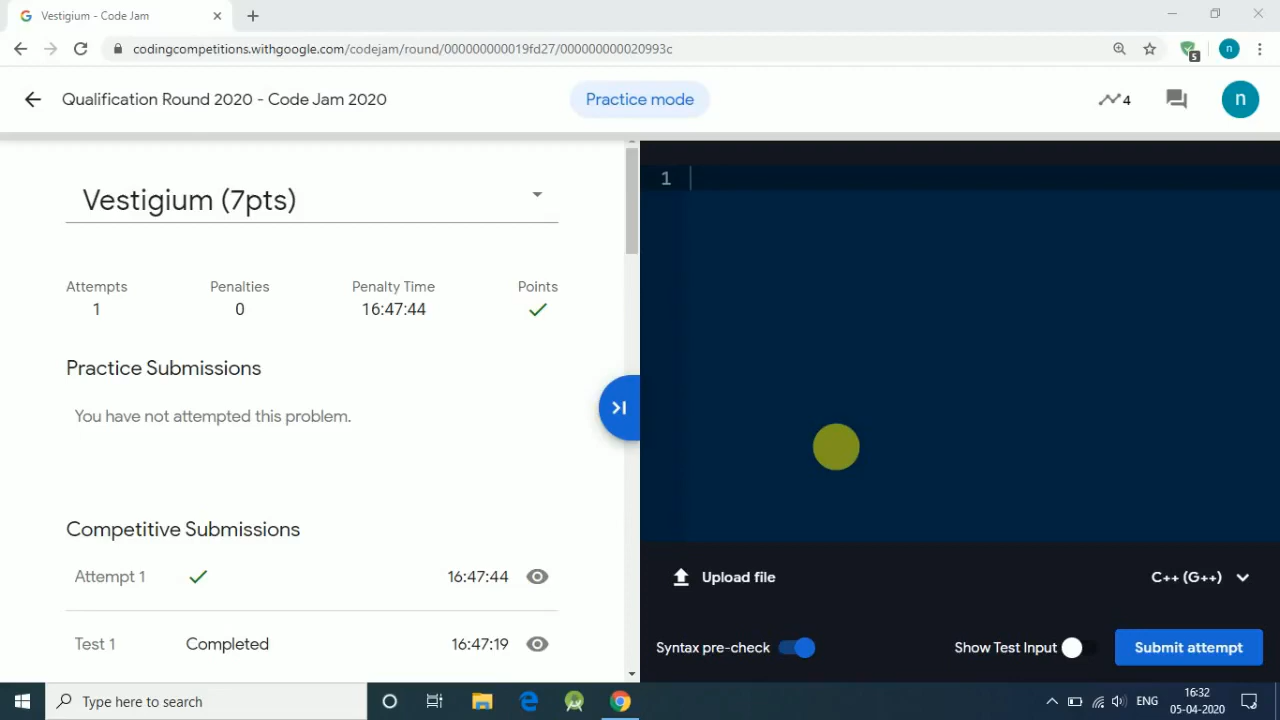 Vestigium - Code Jam
codingcompetitions.withgoogle.com/codejam/round/000000000019fd27/000000000020993c
5
n
Qualification Round 2020 - Code Jam 2020
Practice mode
4
n
Vestigium (7pts)
Attempts Penalties Penalty Time Points
1 0 16:47:44
Practice Submissions
You have not attempted this problem.
Competitive Submissions
Attempt 1 16:47:44
Test 1 Completed 16:47:19
1
Upload file C++ (G++)
Syntax pre-check Show Test Input Submit attempt
Type here to search
ENG
16:32
05-04-2020